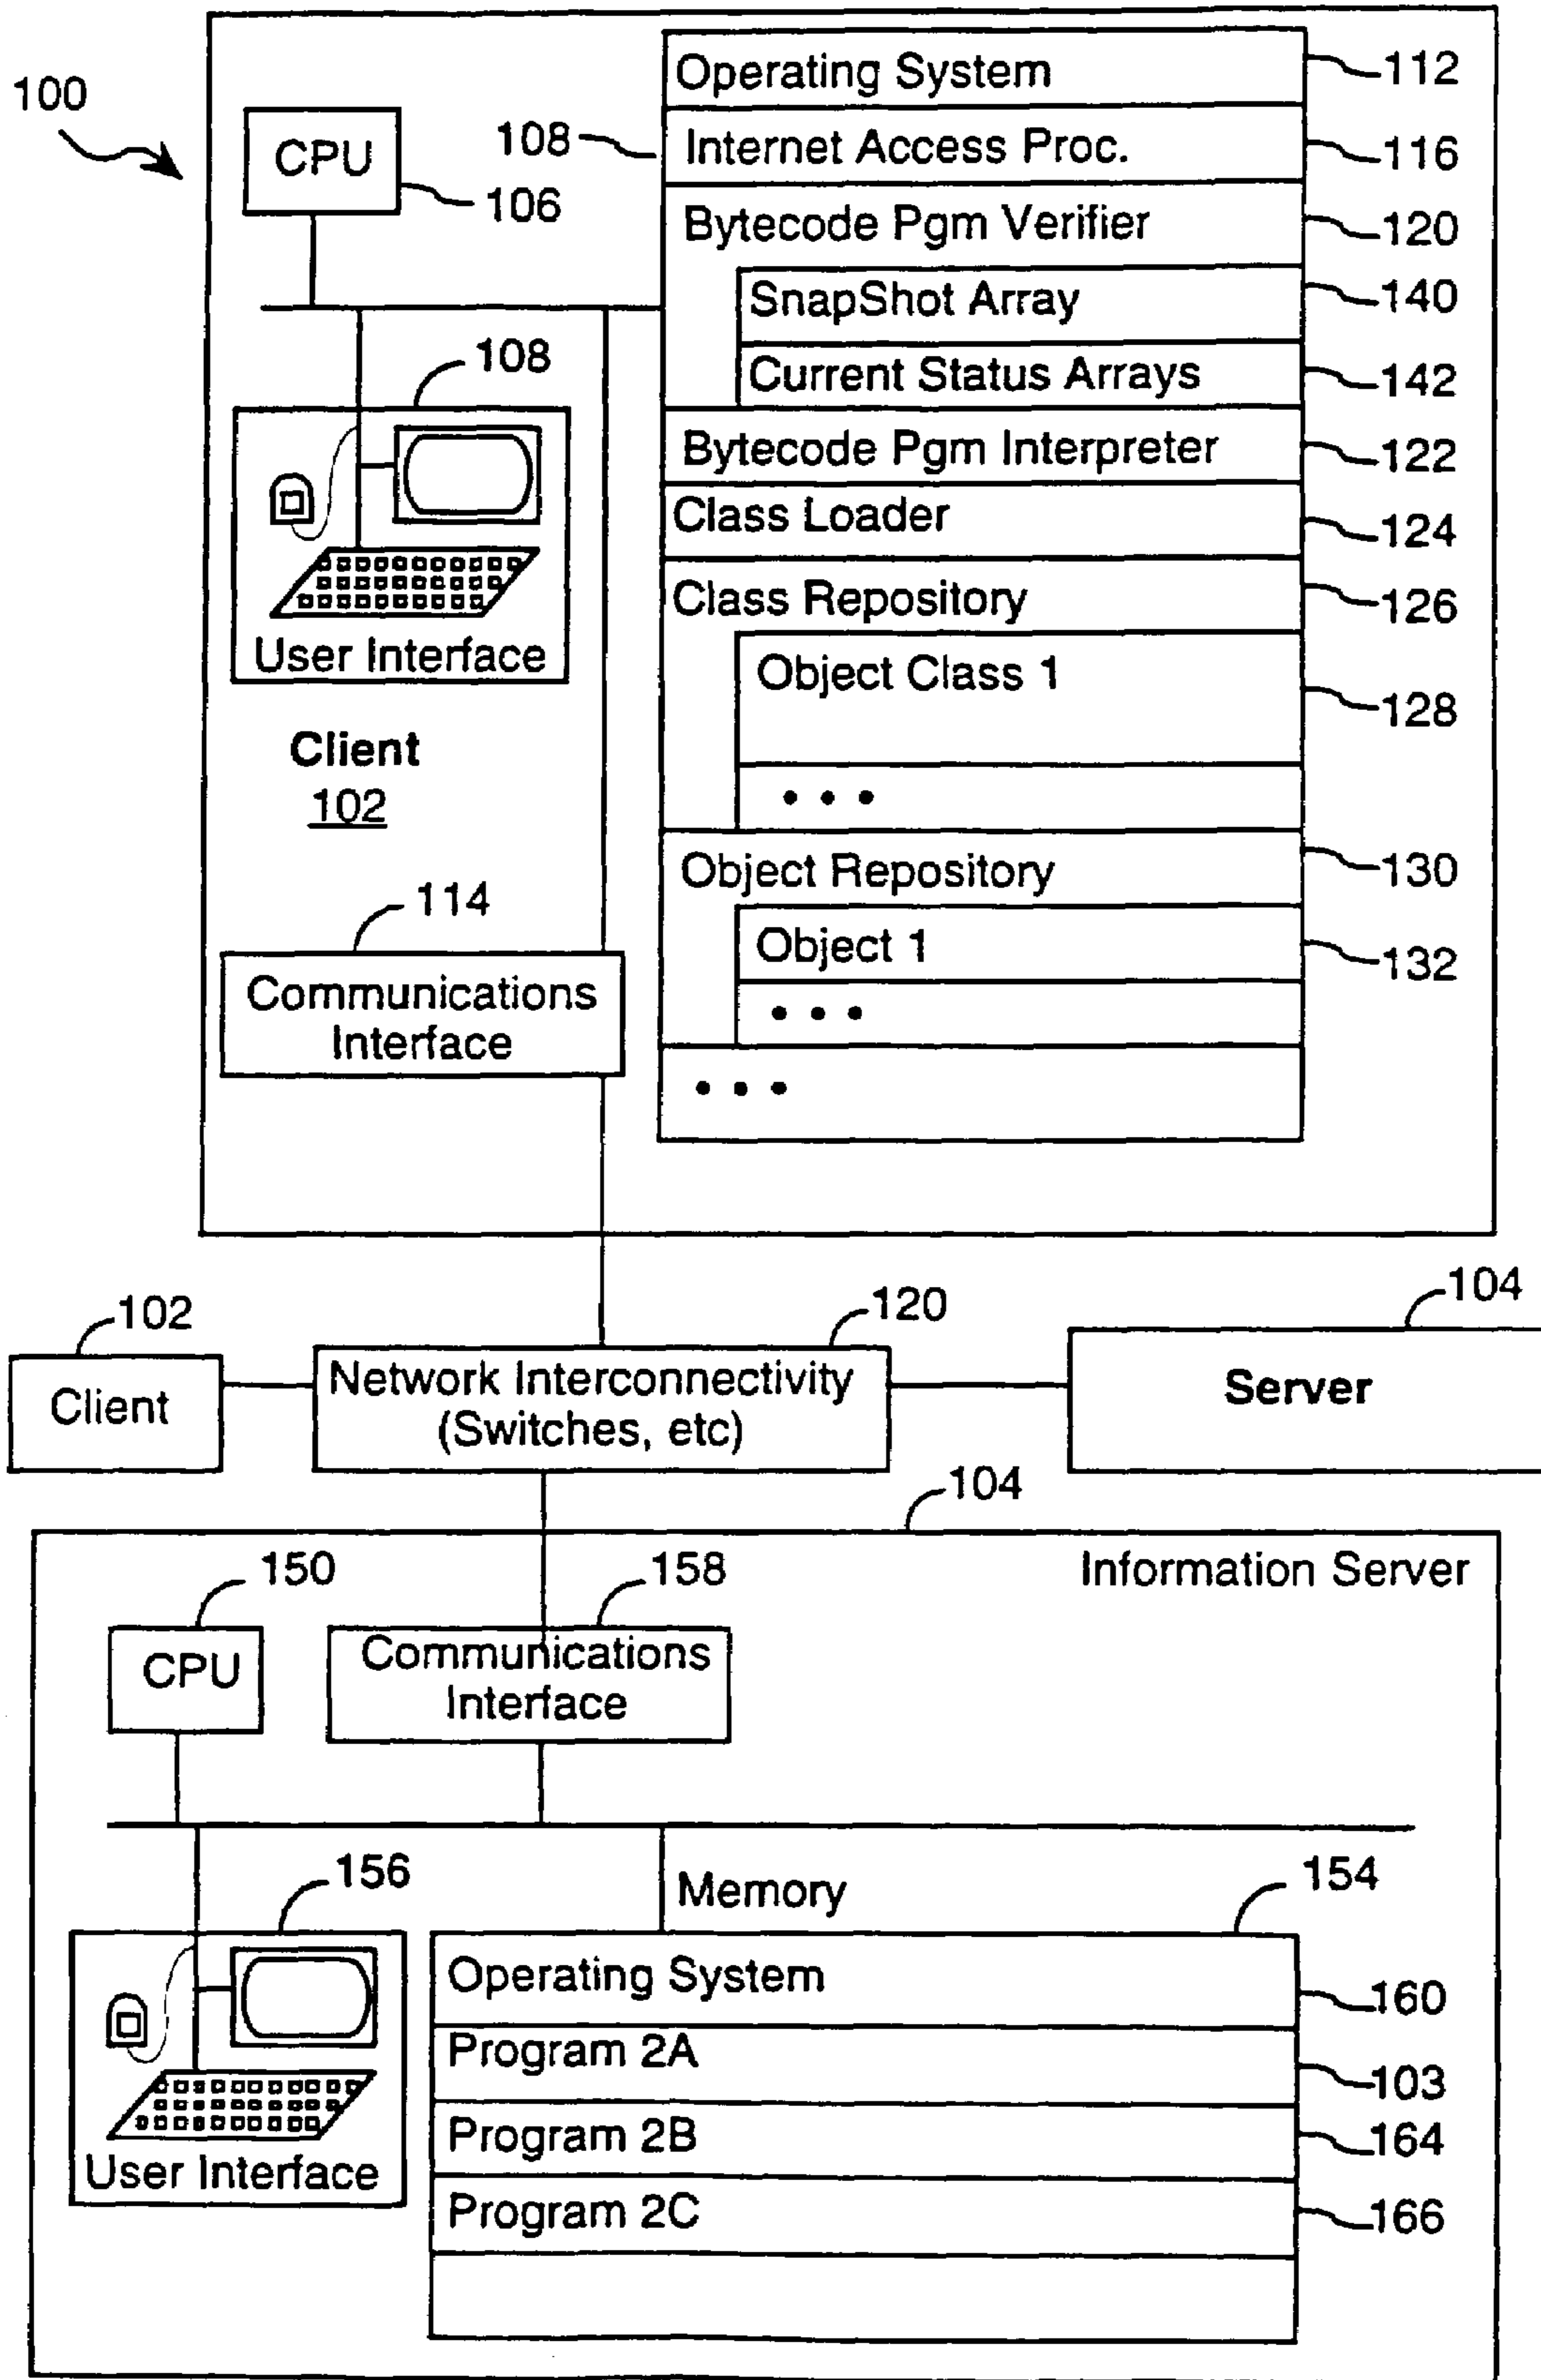 100
CPU
106
108
Operating System
112
Internet Access Proc.
116
Bytecode Pgm Verifier
120
SnapShot Array
140
Current Status Arrays
142
Bytecode Pgm Interpreter
122
Class Loader
124
Class Repository
126
Object Class 1
128
• • •
Object Repository
130
Object 1
132
• • •
• • •
108
User Interface
Client
102
114
Communications
Interface
102
Client
120
Network Interconnectivity
(Switches, etc)
104
Server
104
Information Server
150
CPU
158
Communications
Interface
156
User Interface
Memory
154
Operating System
160
Program 2A
103
Program 2B
164
Program 2C
166